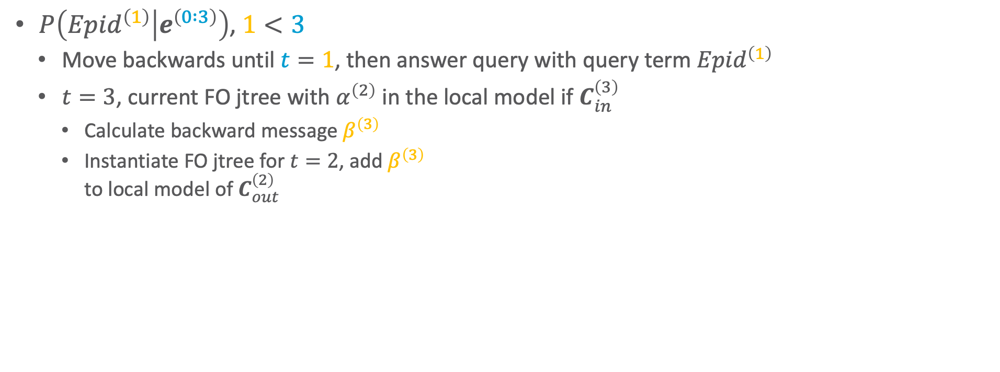 • P(Epid^(1)|e^(0:3)), 1 < 3
• Move backwards until t = 1, then answer query with query term Epid^(1)
• t = 3, current FO jtree with α^(2) in the local model if C_in^(3)
• Calculate backward message β^(3)
• Instantiate FO jtree for t = 2, add β^(3)
to local model of C_out^(2)